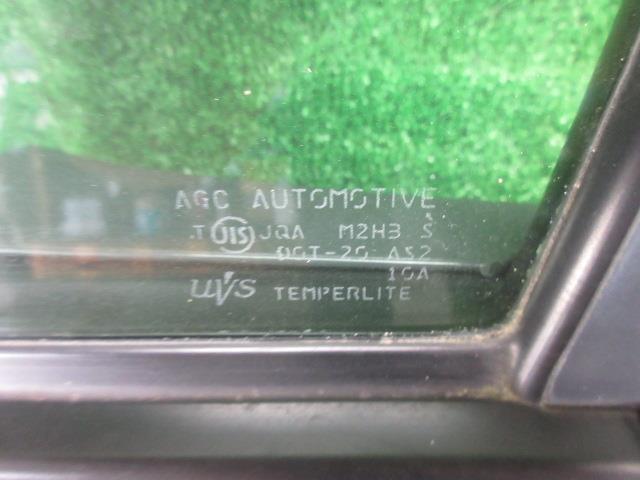 AGC AUTOMOTIVE
T JIS JQA M2H3 S
DOT-20 AS2
10A
UVS TEMPERLITE